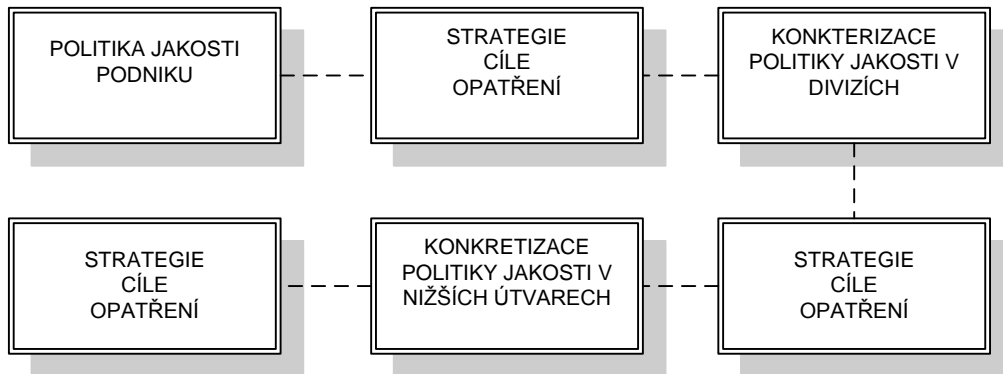 POLITIKA JAKOSTI
PODNIKU
STRATEGIE
CÍLE
OPATŘENÍ
KONKTERIZACE
POLITIKY JAKOSTI V
DIVIZÍCH
STRATEGIE
CÍLE
OPATŘENÍ
KONKRETIZACE
POLITIKY JAKOSTI V
NIŽŠÍCH ÚTVARECH
STRATEGIE
CÍLE
OPATŘENÍ